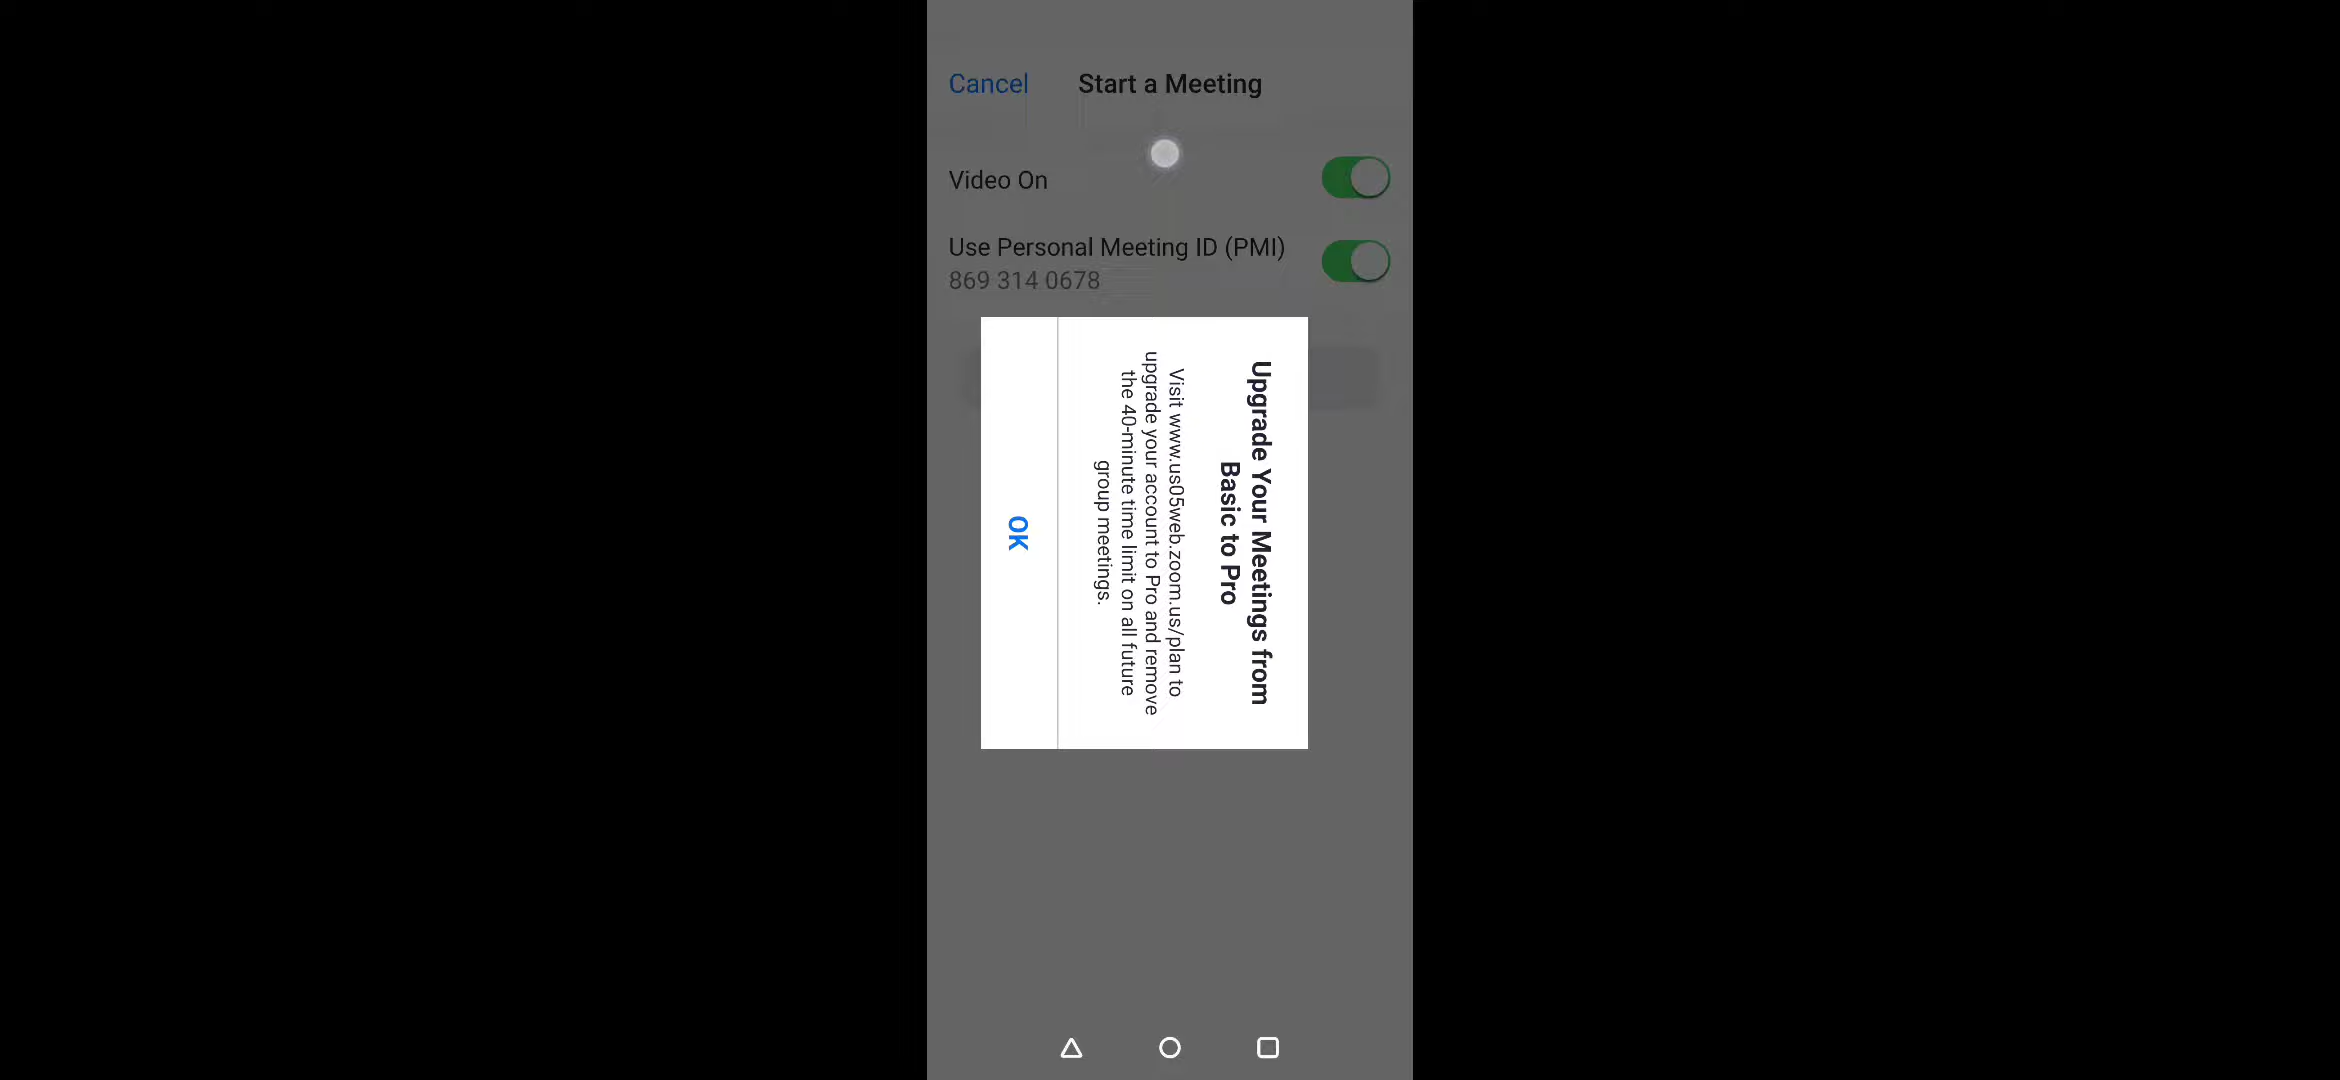 Cancel
Start a Meeting
Video On
Use Personal Meeting ID (PMI)
869 314 0678
Upgrade Your Meetings from
Basic to Pro
Visit www.us05web.zoom.us/plan to
upgrade your account to Pro and remove
the 40-minute time limit on all future
group meetings.
OK